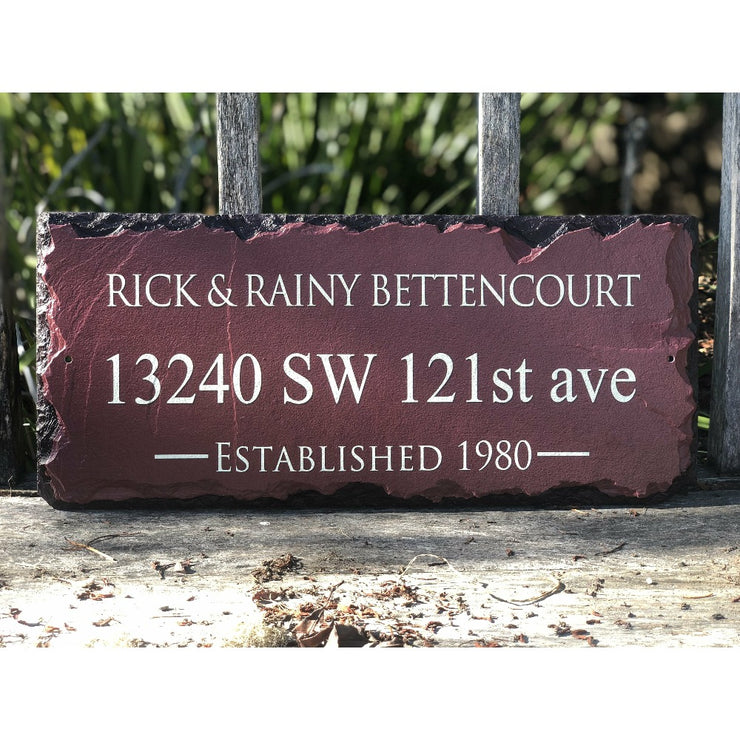 RICK & RAINY BETTENCOURT
13240 SW 121st ave
ESTABLISHED 1980